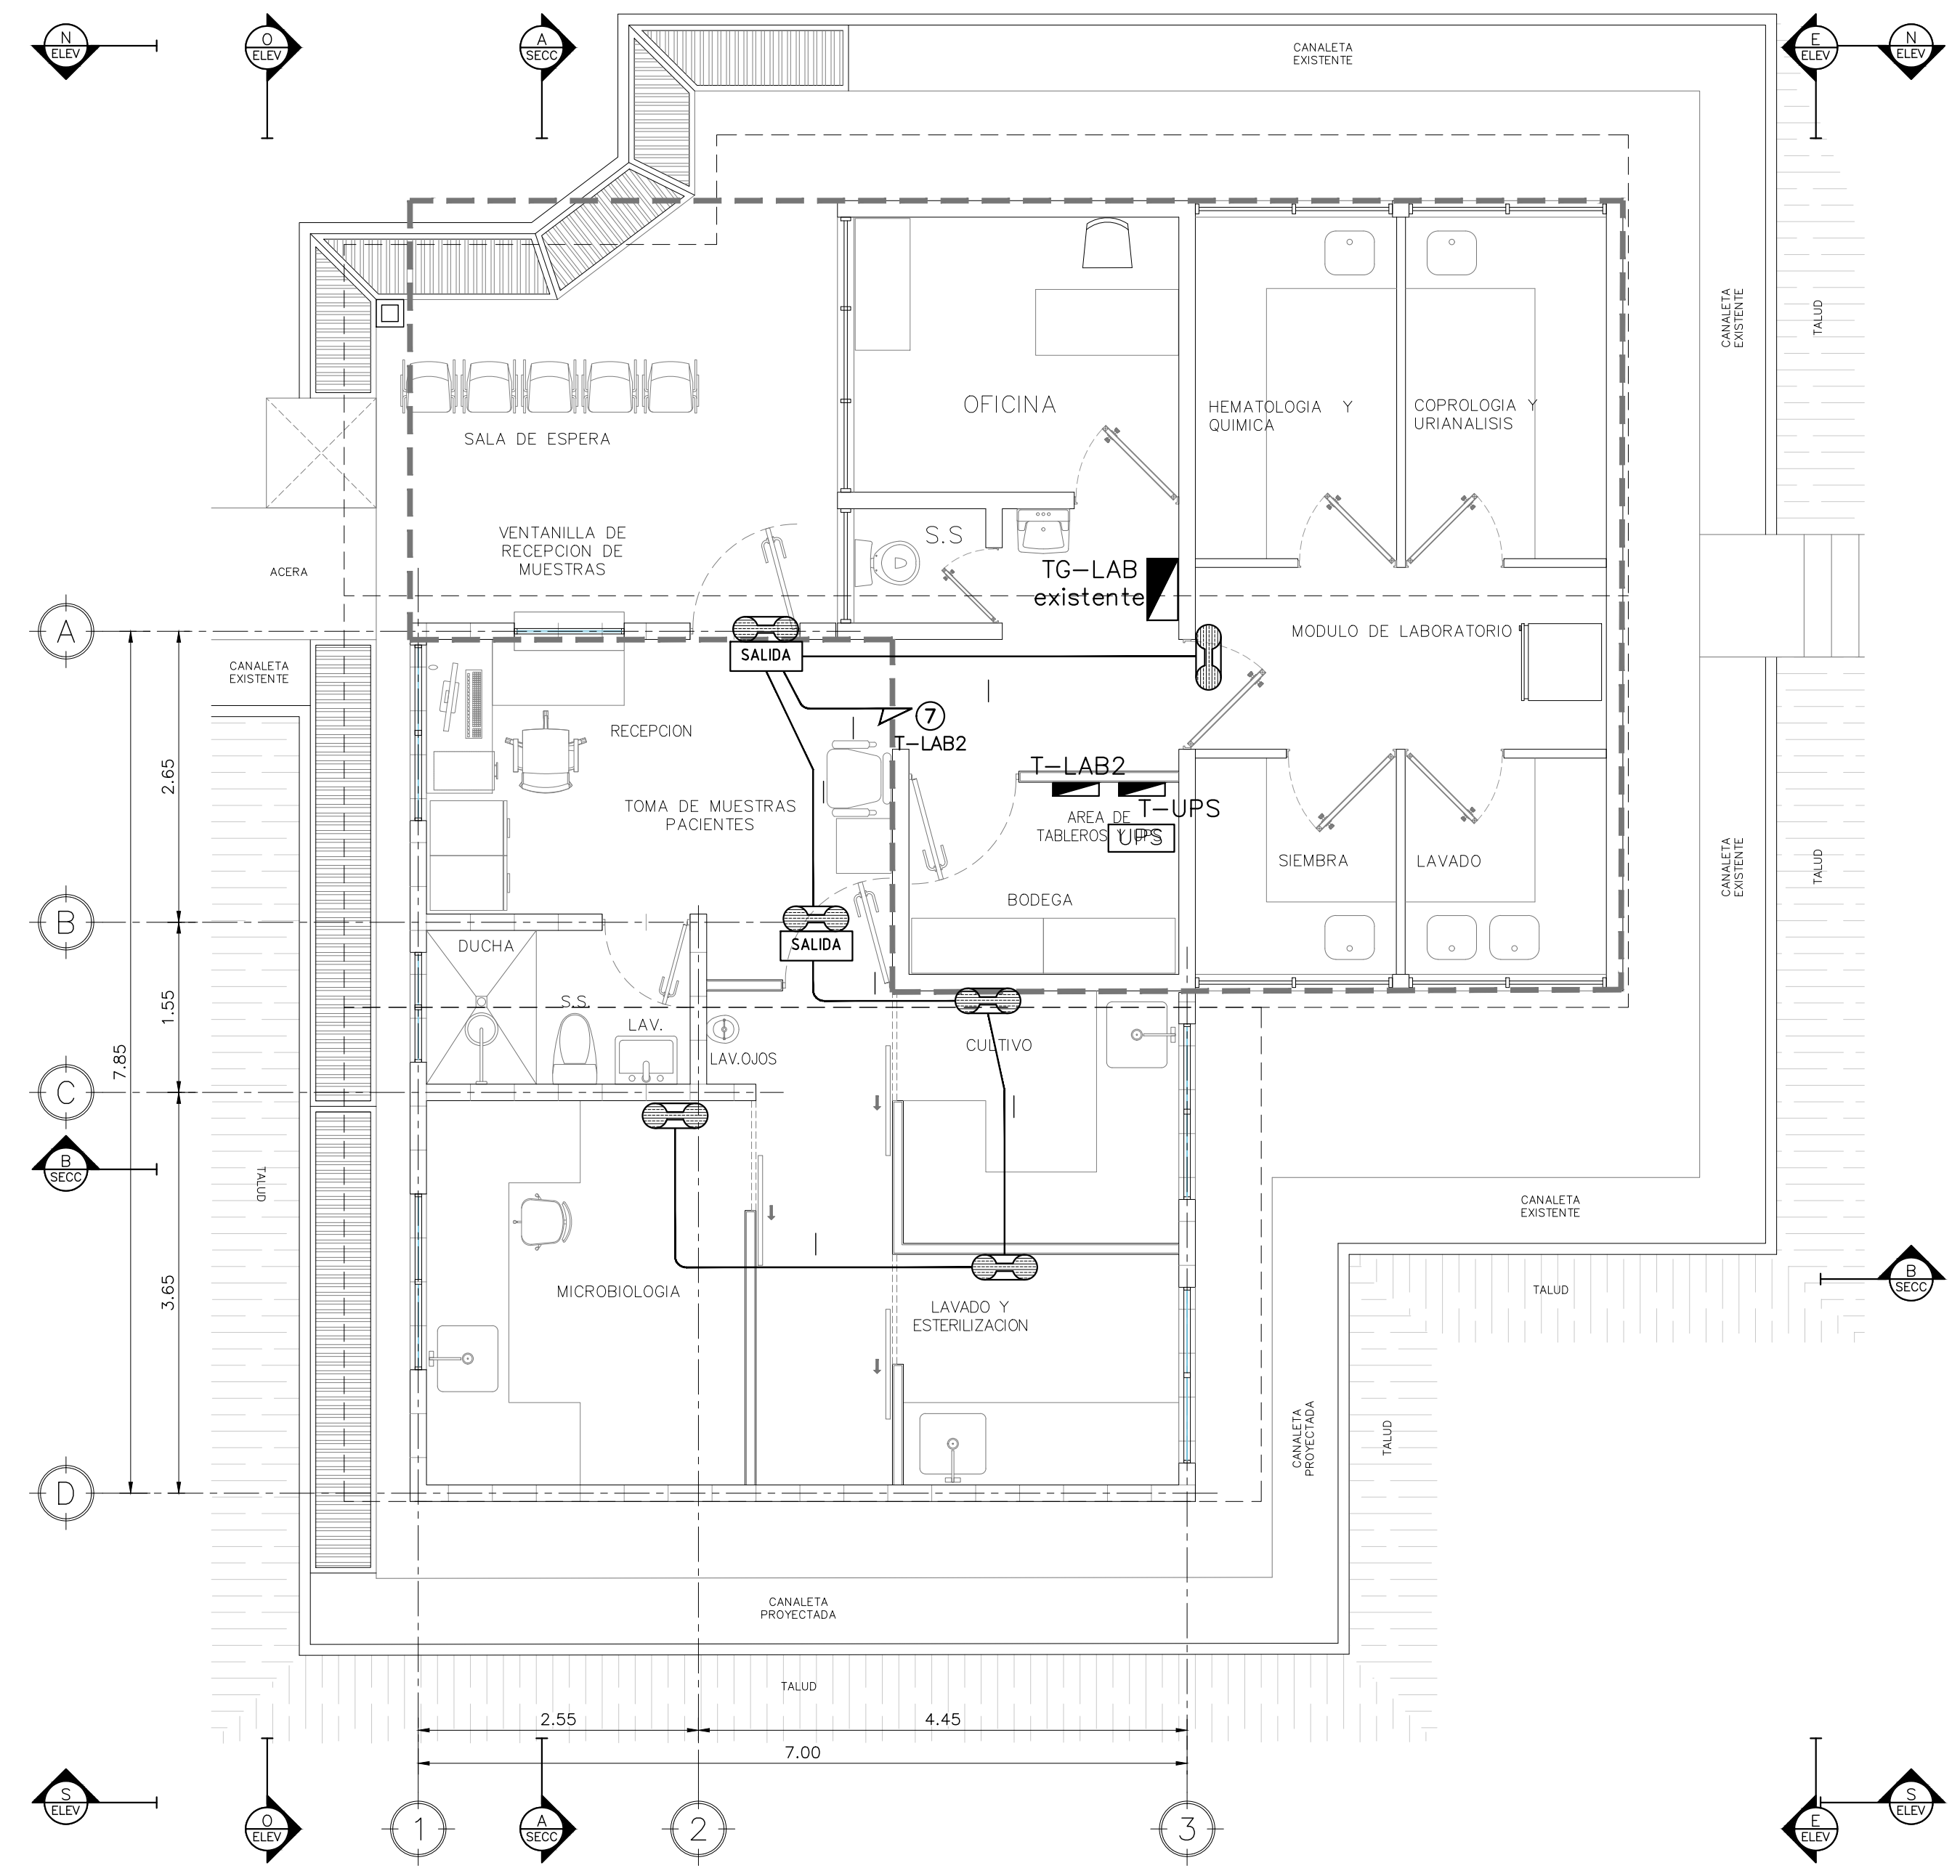 N
ELEV
O
ELEV
A
SECC
E
ELEV
N
ELEV
CANALETA
EXISTENTE
CANALETA
EXISTENTE
TALUD
OFICINA
HEMATOLOGIA Y
QUIMICA
COPROLOGIA Y
URIANALISIS
SALA DE ESPERA
VENTANILLA DE
RECEPCION DE
MUESTRAS
S.S
ACERA
TG-LAB
existente
A
MODULO DE LABORATORIO
SALIDA
CANALETA
EXISTENTE
RECEPCION
7
T-LAB2
T-LAB2
2.65
TOMA DE MUESTRAS
PACIENTES
T-UPS
AREA DE
TABLEROS Y UPS
UPS
SIEMBRA
LAVADO
CANALETA
EXISTENTE
TALUD
BODEGA
B
DUCHA
SALIDA
1.55
S.S.
LAV.
LAV.OJOS
CULTIVO
7.85
C
B
SECC
TALUD
CANALETA
EXISTENTE
3.65
MICROBIOLOGIA
LAVADO Y
ESTERILIZACION
TALUD
B
SECC
CANALETA
PROYECTADA
TALUD
D
CANALETA
PROYECTADA
TALUD
2.55
4.45
7.00
S
ELEV
O
ELEV
1
A
SECC
2
3
E
ELEV
S
ELEV